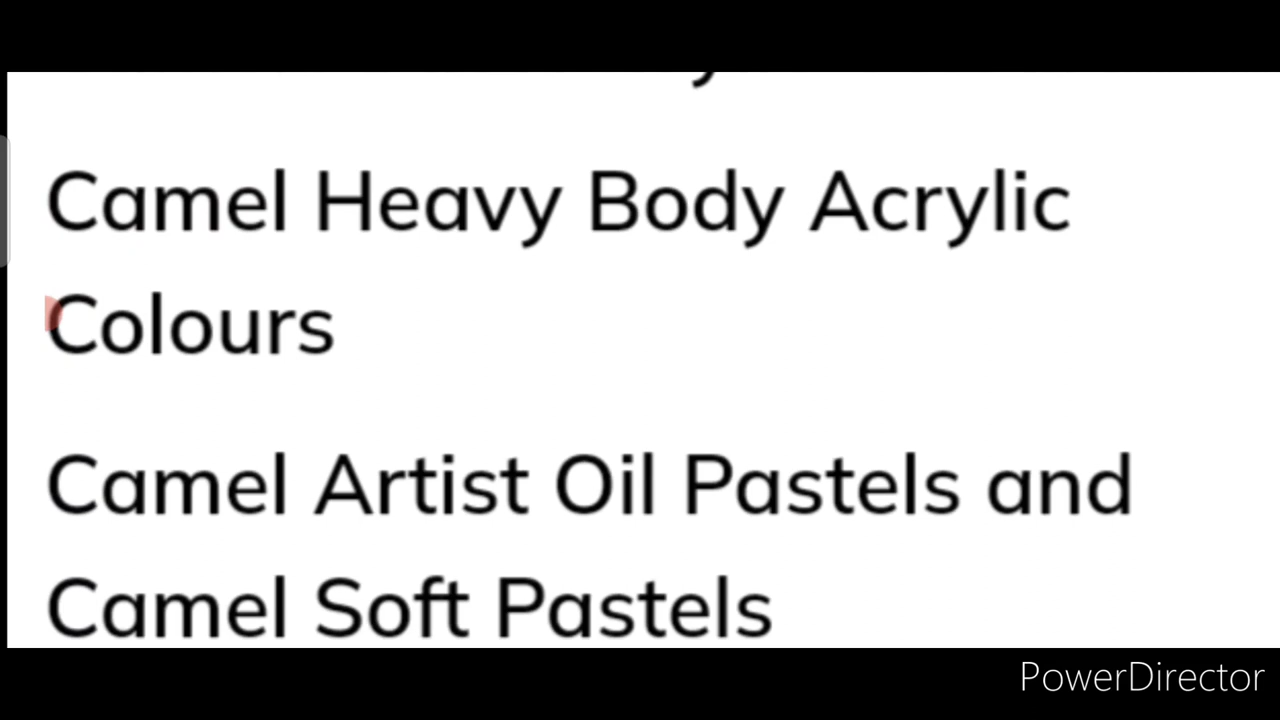 Camel Heavy Body Acrylic
Colours
Camel Artist Oil Pastels and
Camel Soft Pastels
PowerDirector